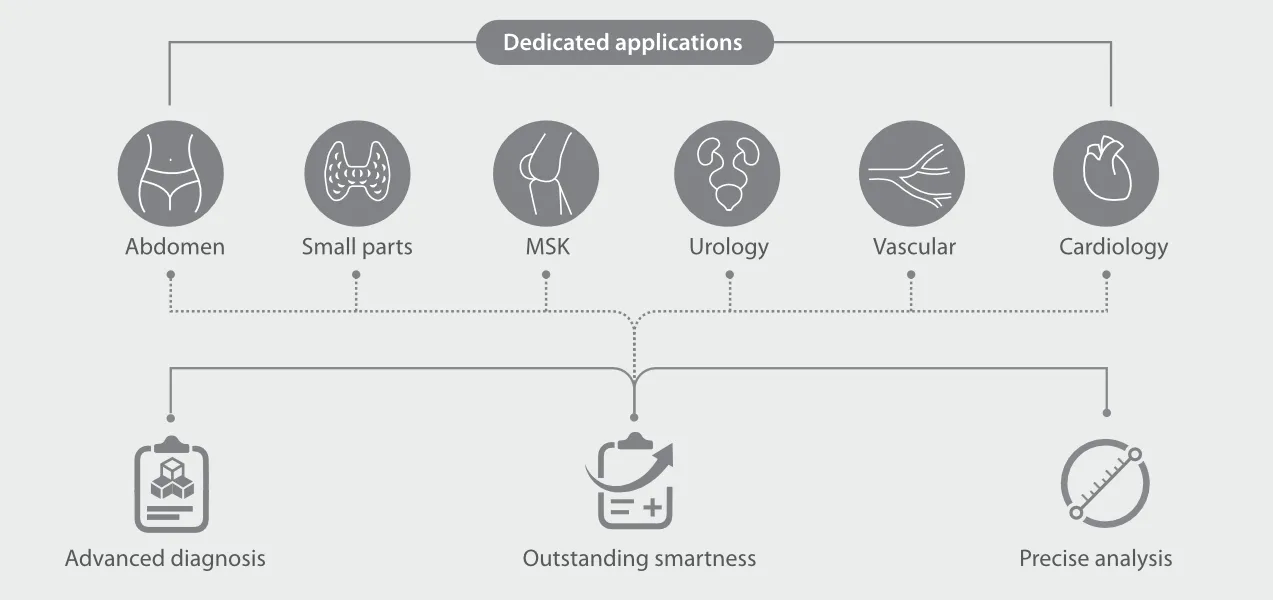 Dedicated applications
Abdomen
Small parts
MSK
Urology
Vascular
Cardiology
Advanced diagnosis
Outstanding smartness
Precise analysis